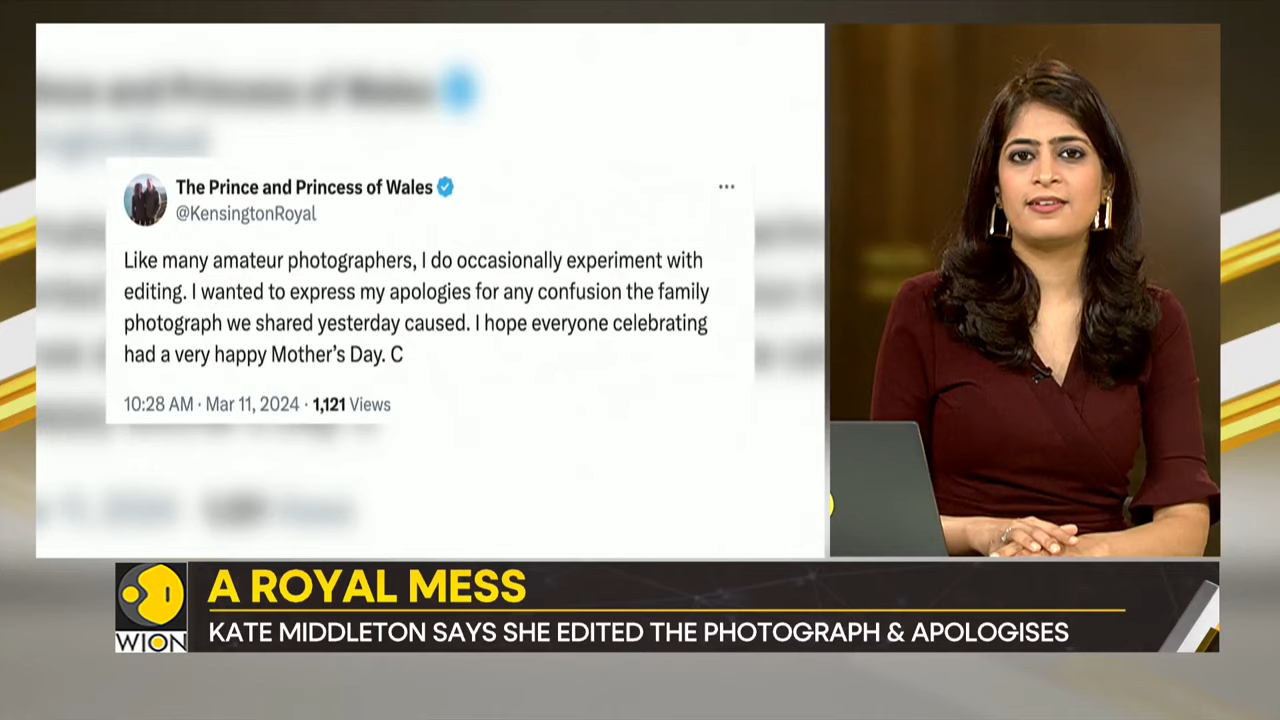 The Prince and Princess of Wales
@KensingtonRoyal
Like many amateur photographers, I do occasionally experiment with
editing. I wanted to express my apologies for any confusion the family
photograph we shared yesterday caused. I hope everyone celebrating
had a very happy Mother's Day. C
10:28 AM · Mar 11, 2024 · 1,121 Views
A ROYAL MESS
KATE MIDDLETON SAYS SHE EDITED THE PHOTOGRAPH & APOLOGISES
WION